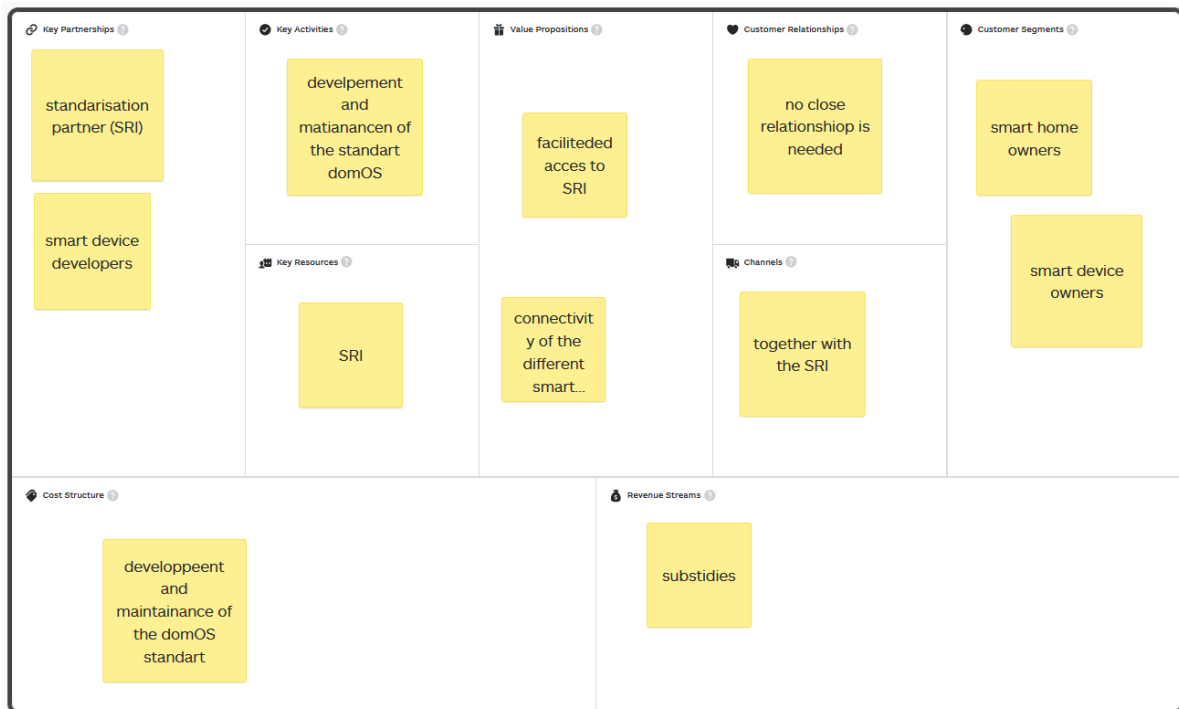 Key Partnerships ?
standarisation
partner (SRI)
smart device
developers
Key Activities ?
develpement
and
matianancen of
the standart
domOS
Key Resources ?
SRI
Value Propositions ?
faciliteded
acces to
SRI
connectivit
y of the
different
smart...
Customer Relationships ?
no close
relationshiop is
needed
Channels ?
together with
the SRI
Customer Segments ?
smart home
owners
smart device
owners
Cost Structure ?
developpeent
and
maintainance of
the domOS
standart
Revenue Streams ?
substidies